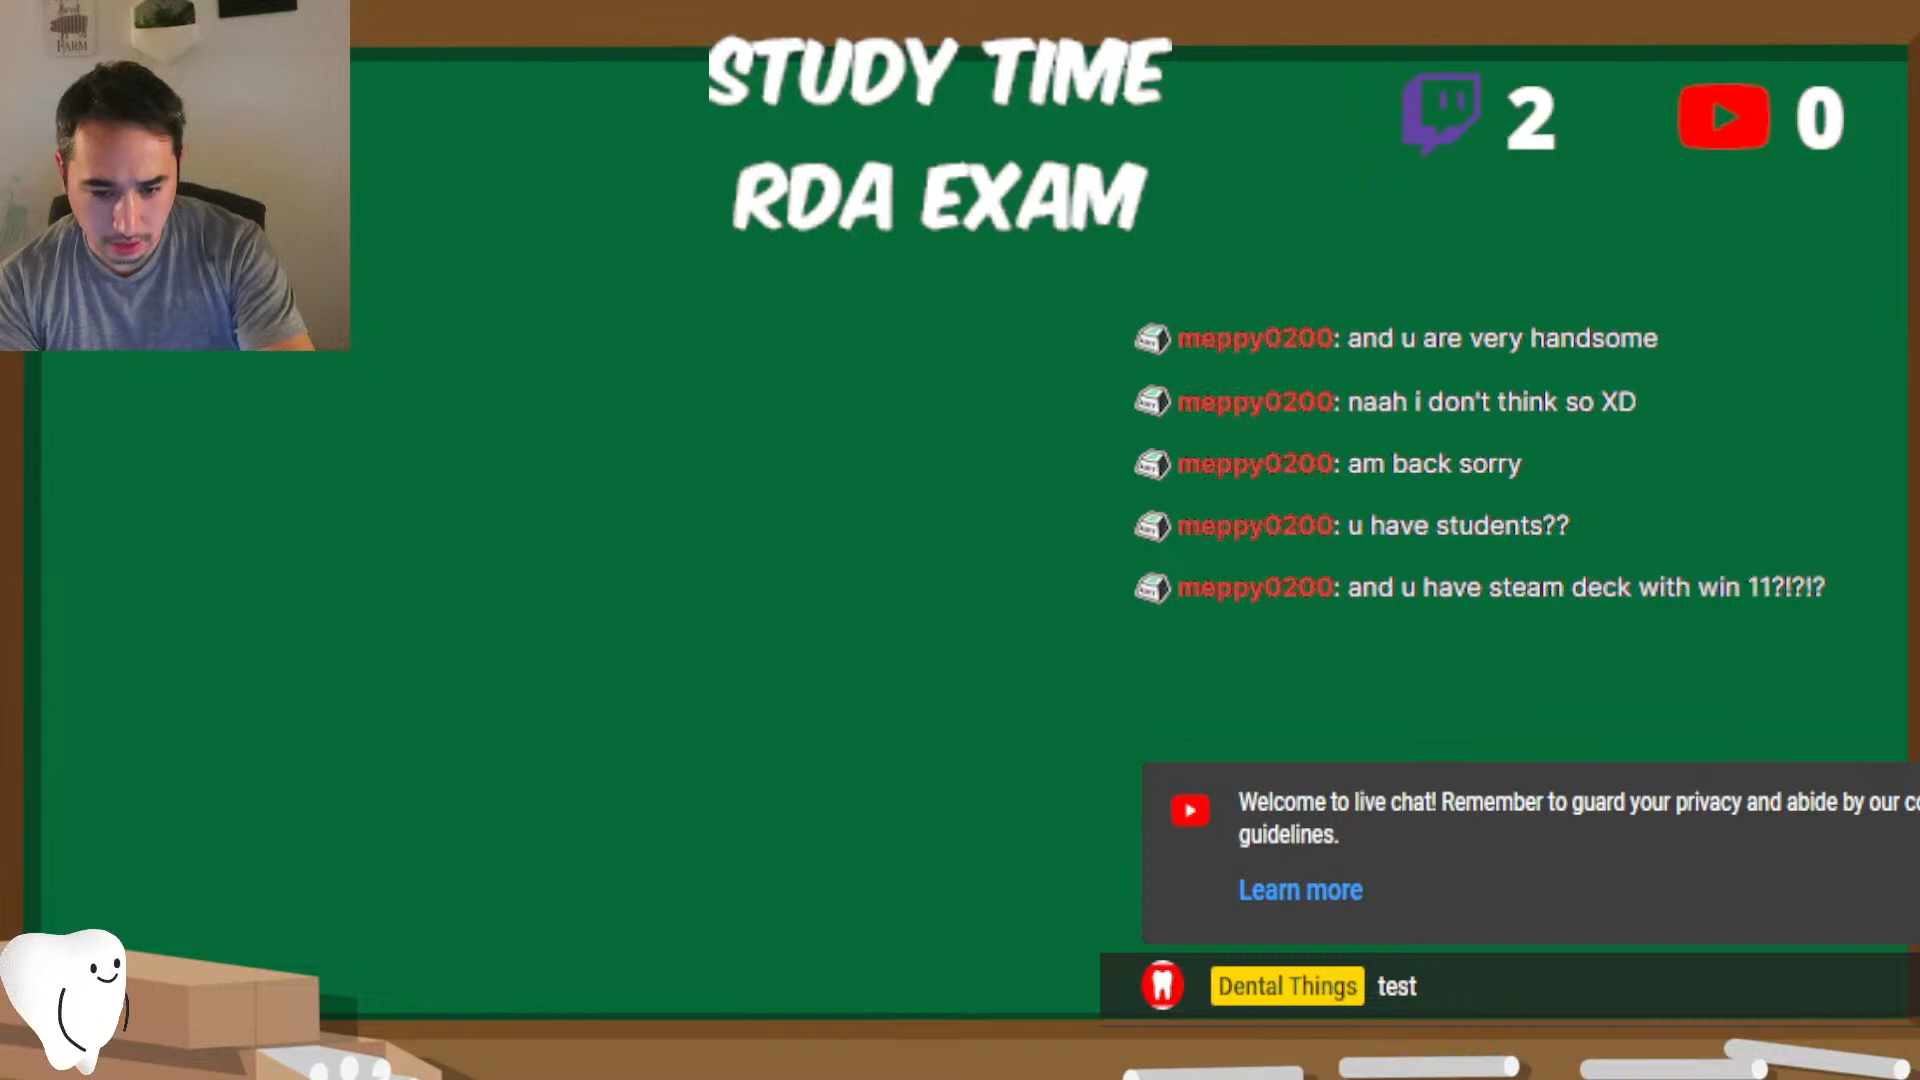 FARM
STUDY TIME
RDA EXAM
2
0
meppy0200: and u are very handsome
meppy0200: naah i don't think so XD
meppy0200: am back sorry
meppy0200: u have students??
meppy0200: and u have steam deck with win 11?!?!?
Welcome to live chat! Remember to guard your privacy and abide by our co
guidelines.
Learn more
Dental Things test